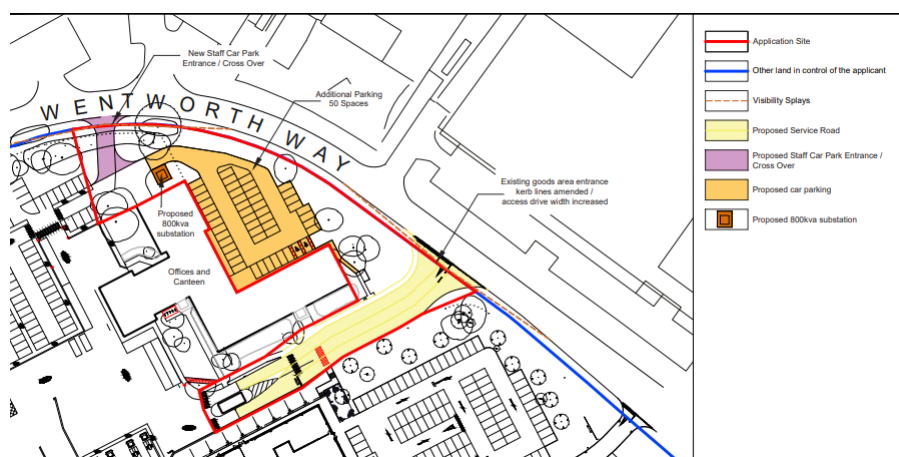 New Staff Car Park
Entrance / Cross Over
Additional Parking
50 Spaces
WENTWORTH WAY
Existing goods area entrance
kerb lines amended /
access drive width increased
Proposed
800kva
substation
Offices and
Canteen
Application Site
Other land in control of the applicant
Visibility Splays
Proposed Service Road
Proposed Staff Car Park Entrance /
Cross Over
Proposed car parking
Proposed 800kva substation